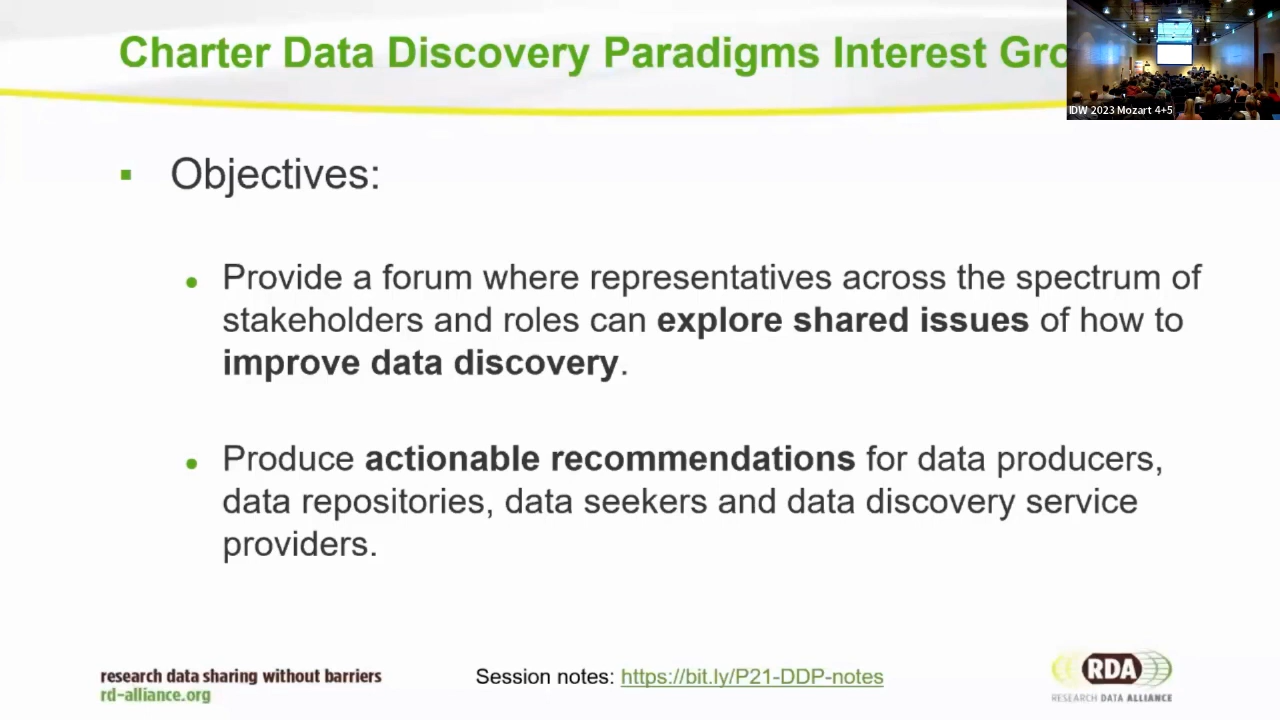 Charter Data Discovery Paradigms Interest Gro
IDW 2023 Mozart 4+5
Objectives:
Provide a forum where representatives across the spectrum of
stakeholders and roles can explore shared issues of how to
improve data discovery.
Produce actionable recommendations for data producers,
data repositories, data seekers and data discovery service
providers.
research data sharing without barriers
rd-alliance.org
Session notes: https://bit.ly/P21-DDP-notes
RDA
RESEARCH DATA ALLIANCE